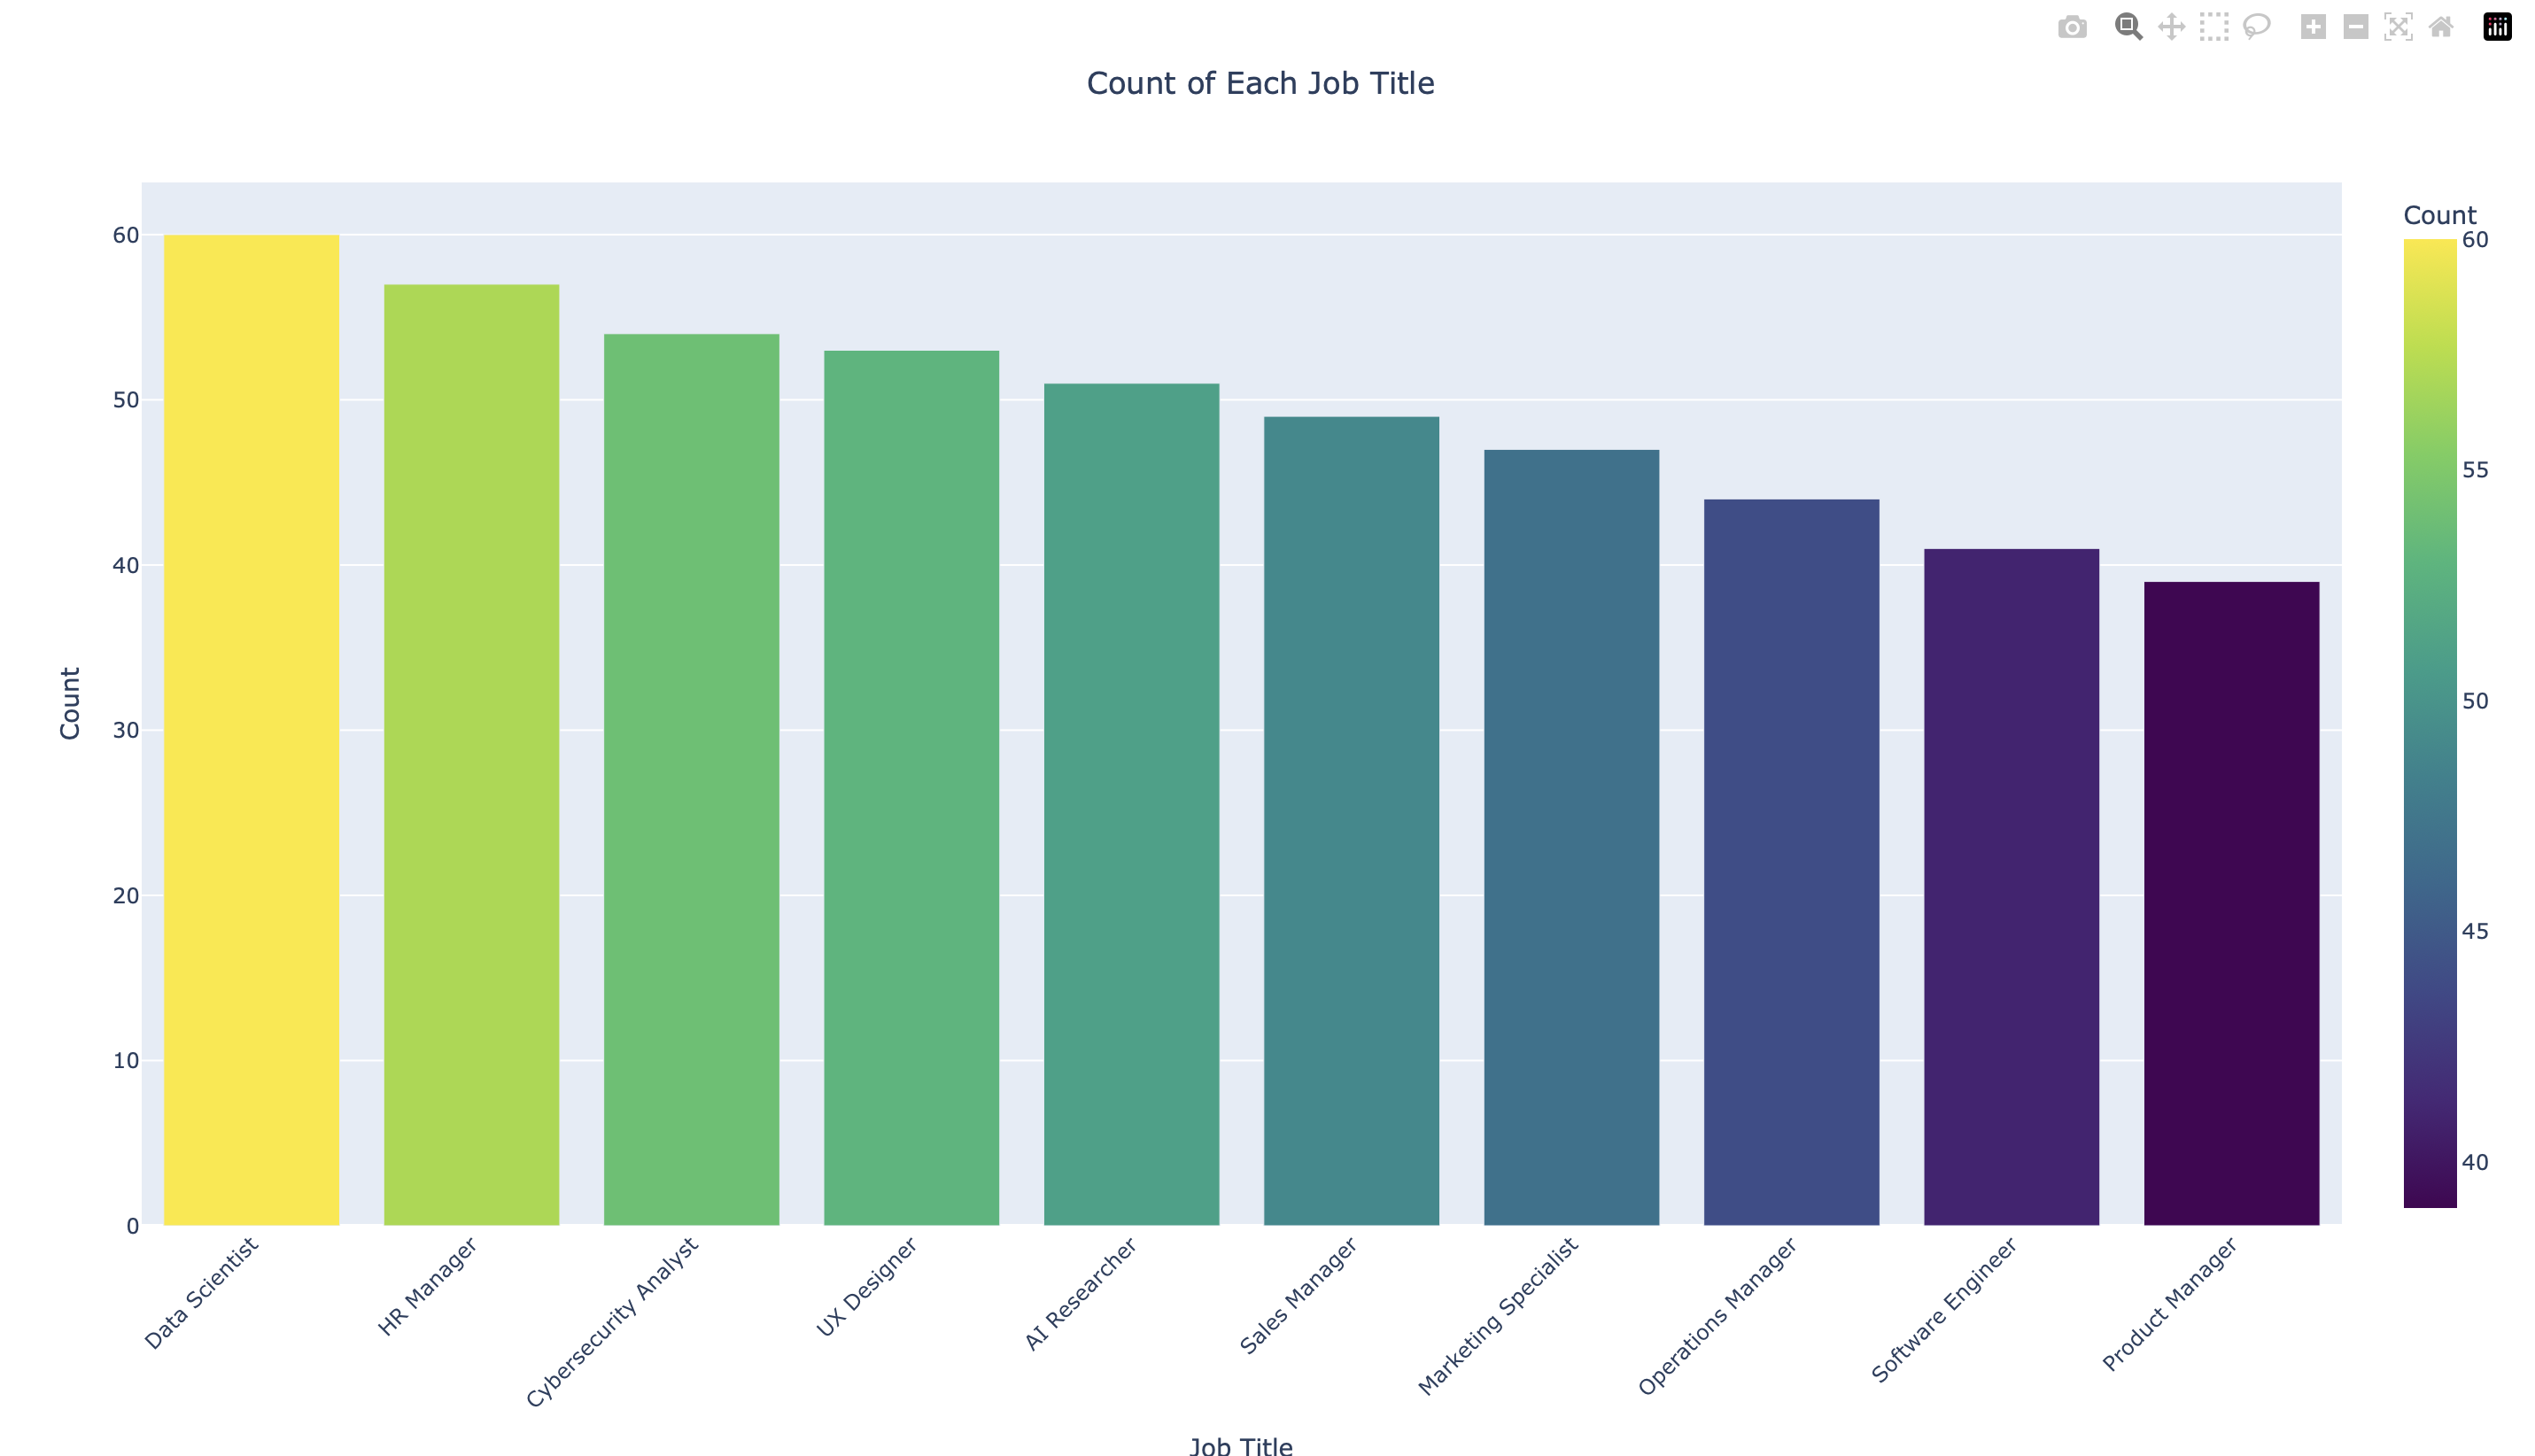 Count of Each Job Title
Count
60
50
40
30
20
10
0
Data Scientist
HR Manager
Cybersecurity Analyst
UX Designer
AI Researcher
Sales Manager
Marketing Specialist
Operations Manager
Software Engineer
Product Manager
Job Title
Count
60
55
50
45
40